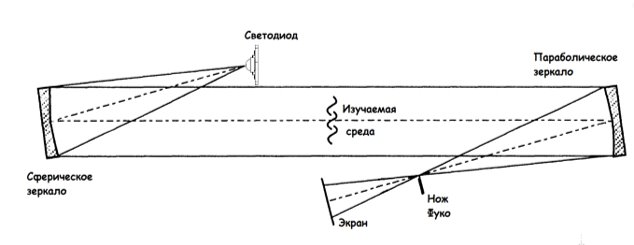 Светодиод
Параболическое
зеркало
Изучаемая
среда
Сферическое
зеркало
Нож
Фуко
Экран